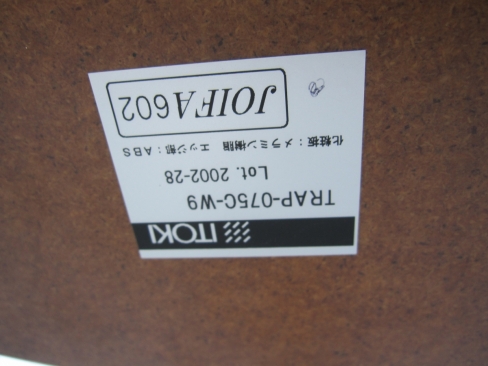 ITOKI
TRAP-075C-W9
Lot. 2002-28
化粧板：メラミン樹脂 エッジ部：ABS
JOIFA602